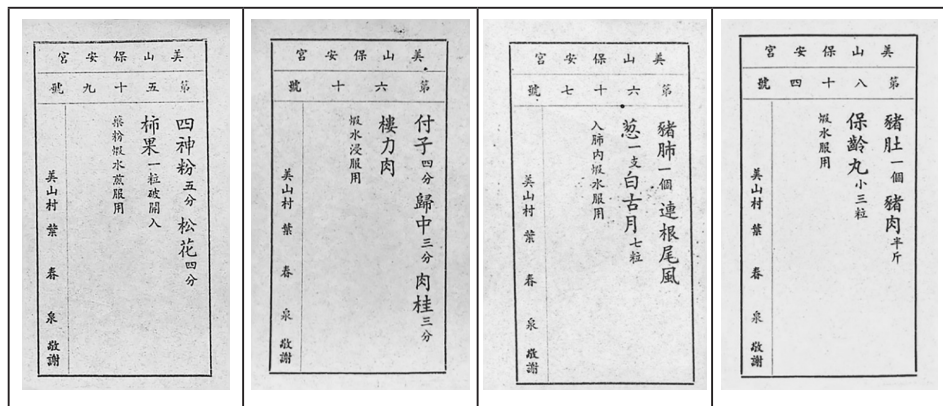 美山保安宮
第五十九號
四神粉五分 松花四分
柿果一粒破開入
藥粉煆水蒸服用
美山村 葉春泉 敬謝
美山保安宮
第六十號
付子四分 歸中三分 肉桂三分
樓力肉
煆水浸服用
美山村 葉春泉 敬謝
美山保安宮
第六十七號
豬肺一個 連根尾風
葱一支 白古月七粒
入肺內煆水服用
美山村 葉春泉 敬謝
美山保安宮
第八十四號
豬肚一個 豬肉半斤
保齡丸小三粒
煆水服用
美山村 葉春泉 敬謝